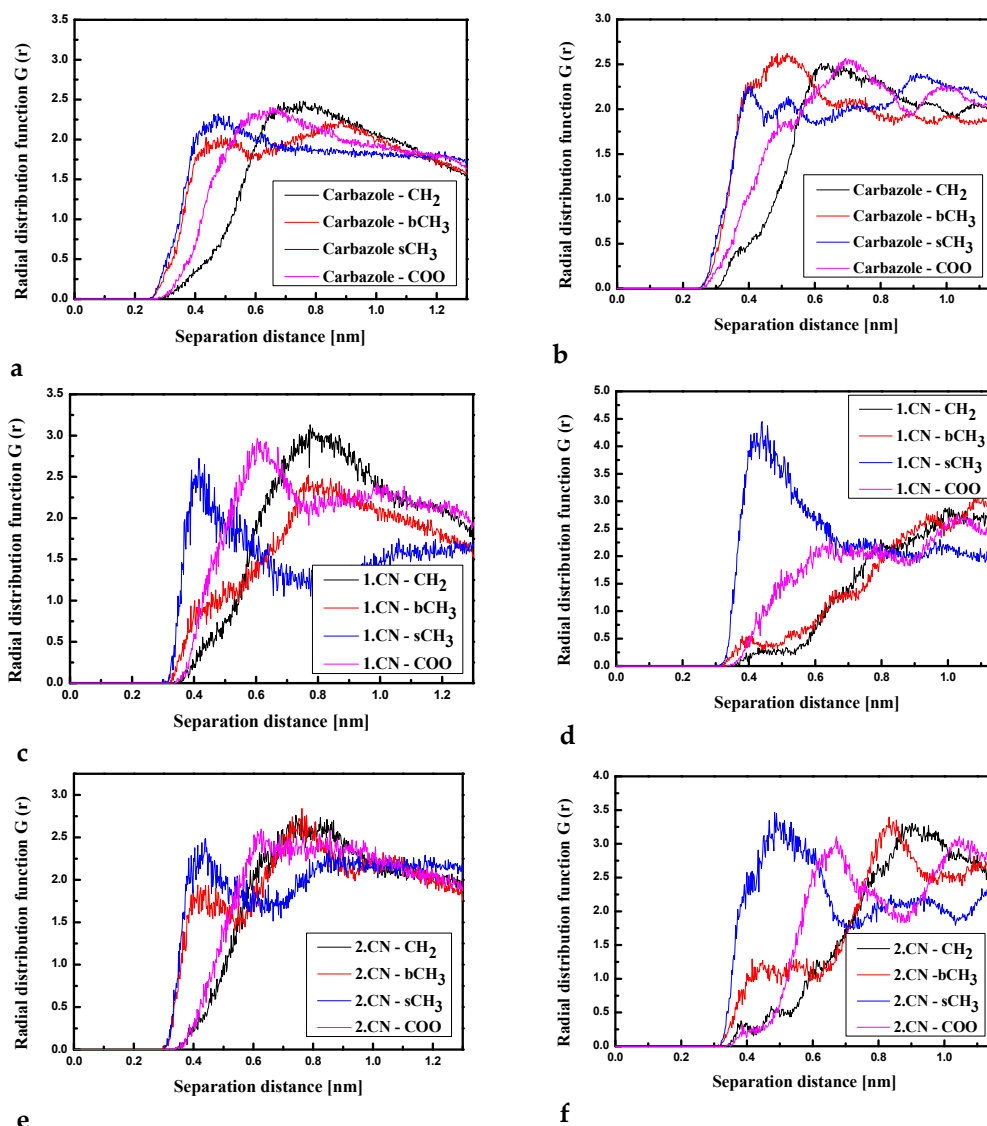 Radial distribution function G (r)
3.5
3.0
2.5
2.0
1.5
1.0
0.5
0.0
Carbazole - CH2
Carbazole - bCH3
Carbazole sCH3
Carbazole - COO
0.0 0.2 0.4 0.6 0.8 1.0 1.2
Separation distance [nm]
a
Radial distribution function G (r)
3.0
2.5
2.0
1.5
1.0
0.5
0.0
Carbazole - CH2
Carbazole - bCH3
Carbazole - sCH3
Carbazole - COO
0.0 0.2 0.4 0.6 0.8 1.0
Separation distance [nm]
b
Radial distribution function G (r)
3.5
3.0
2.5
2.0
1.5
1.0
0.5
0.0
1.CN - CH2
1.CN - bCH3
1.CN - sCH3
1.CN - COO
0.0 0.2 0.4 0.6 0.8 1.0 1.2
Separation distance [nm]
c
Radial distribution function G (r)
5.0
4.5
4.0
3.5
3.0
2.5
2.0
1.5
1.0
0.5
0.0
1.CN - CH2
1.CN - bCH3
1.CN - sCH3
1.CN - COO
0.0 0.2 0.4 0.6 0.8 1.0
Separation distance [nm]
d
Radial distribution function G (r)
3.0
2.5
2.0
1.5
1.0
0.5
0.0
2.CN - CH2
2.CN - bCH3
2.CN - sCH3
2.CN - COO
0.0 0.2 0.4 0.6 0.8 1.0 1.2
Separation distance [nm]
e
Radial distribution function G (r)
4.0
3.5
3.0
2.5
2.0
1.5
1.0
0.5
0.0
2.CN - CH2
2.CN -bCH3
2.CN - sCH3
2.CN - COO
0.0 0.2 0.4 0.6 0.8 1.0
Separation distance [nm]
f